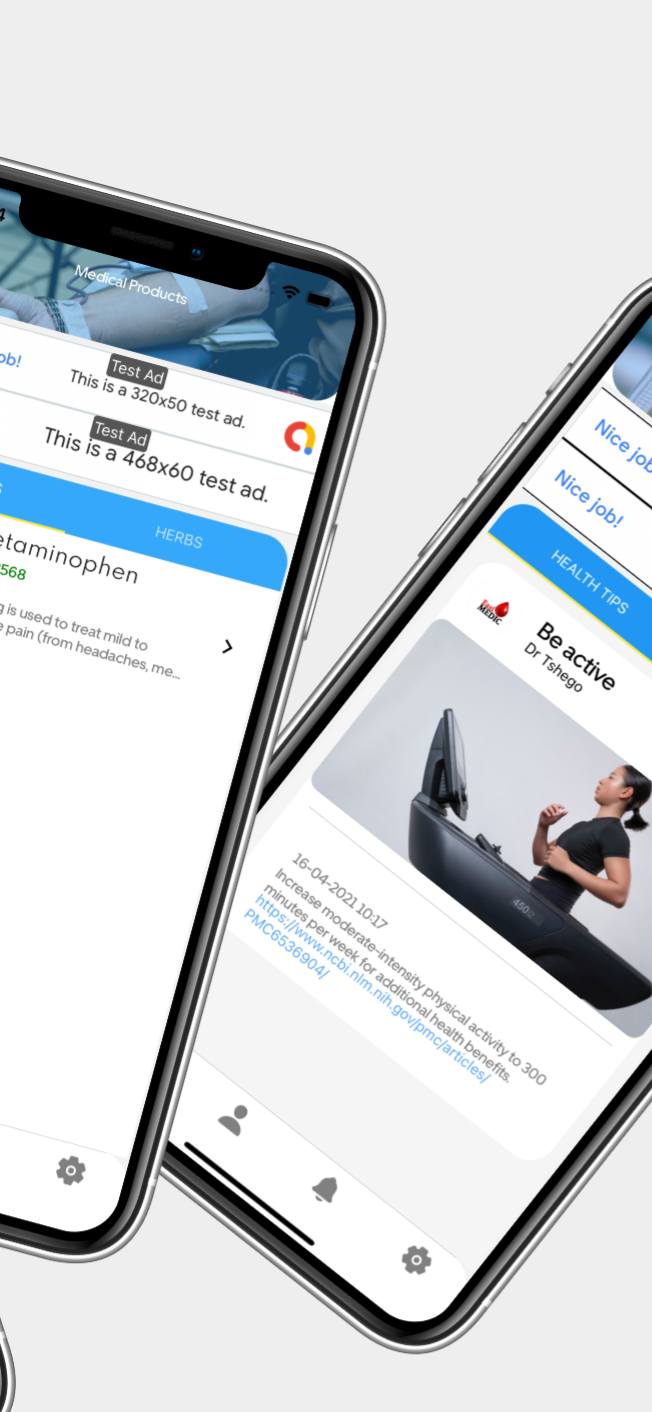 4
Medical Products
ob!
Test Ad
This is a 320x50 test ad.
Test Ad
This is a 468x60 test ad.
S
HERBS
etaminophen
568
g is used to treat mild to
e pain (from headaches, me...
Nice job
Nice job!
HEALTH TIPS
MEDIC
Be active
Dr Tshego
450
16-04-2021 10:17
Increase moderate-intensity physical activity to 300
minutes per week for additional health benefits.
https://www.ncbi.nlm.nih.gov/pmc/articles/
PMC6536904/